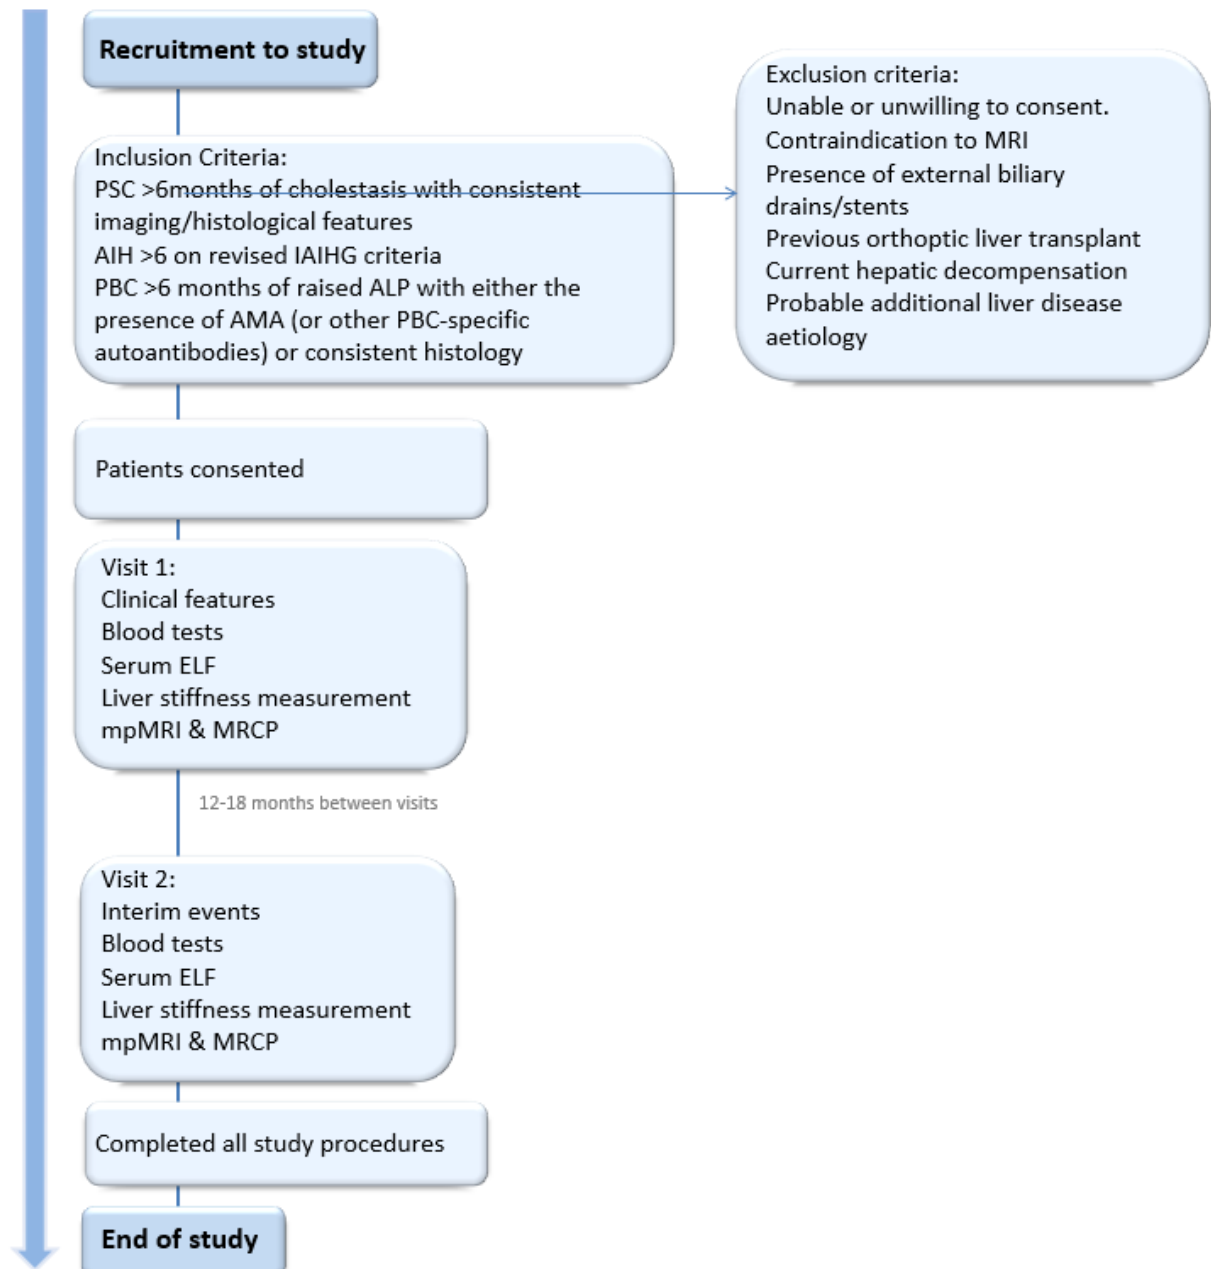 Recruitment to study
Inclusion Criteria:
PSC >6months of cholestasis with consistent
imaging/histological features
AIH >6 on revised IAIHG criteria
PBC >6 months of raised ALP with either the
presence of AMA (or other PBC-specific
autoantibodies) or consistent histology
Exclusion criteria:
Unable or unwilling to consent.
Contraindication to MRI
Presence of external biliary
drains/stents
Previous orthoptic liver transplant
Current hepatic decompensation
Probable additional liver disease
aetiology
Patients consented
Visit 1:
Clinical features
Blood tests
Serum ELF
Liver stiffness measurement
mpMRI & MRCP
12-18 months between visits
Visit 2:
Interim events
Blood tests
Serum ELF
Liver stiffness measurement
mpMRI & MRCP
Completed all study procedures
End of study